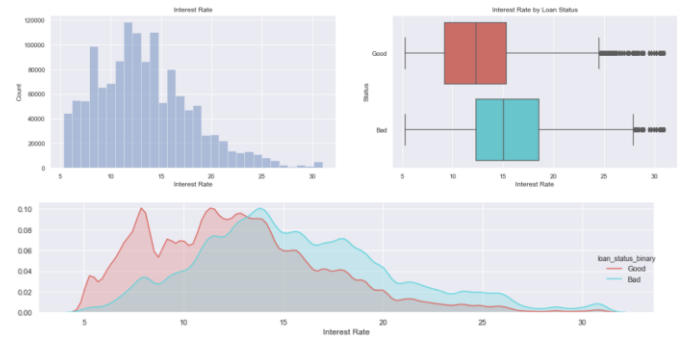 Interest Rate
120000
100000
80000
60000
40000
20000
0
Count
5 10 15 20 25 30
Interest Rate
Interest Rate by Loan Status
Good
Bad
Status
5 10 15 20 25 30
Interest Rate
0.10
0.08
0.06
0.04
0.02
0.00
loan_status_binary
Good
Bad
5 10 15 20 25 30
Interest Rate